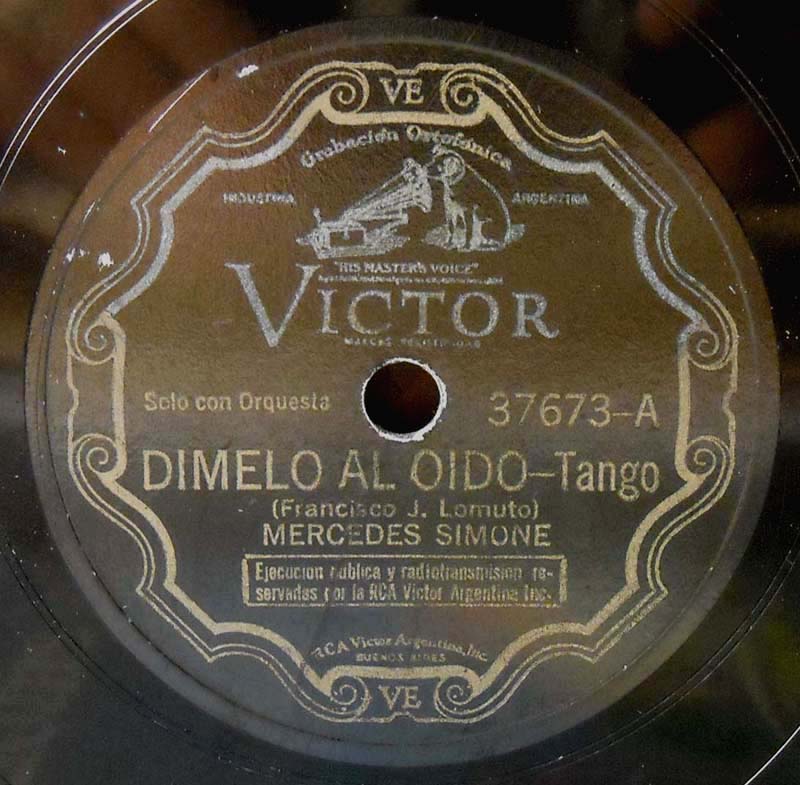 VE
Grabación Ortofónica
INDUSTRIA ARGENTINA
"HIS MASTER'S VOICE"
VICTOR
MARCAS REGISTRADAS
Solo con Orquesta 37673-A
DIMELO AL OIDO-Tango
(Francisco J. Lomuto)
MERCEDES SIMONE
Ejecucion publica y radiotransmision re-
servadas por la RCA Victor Argentina Inc.
RCA Victor Argentina, Inc.
BUENOS AIRES
VE